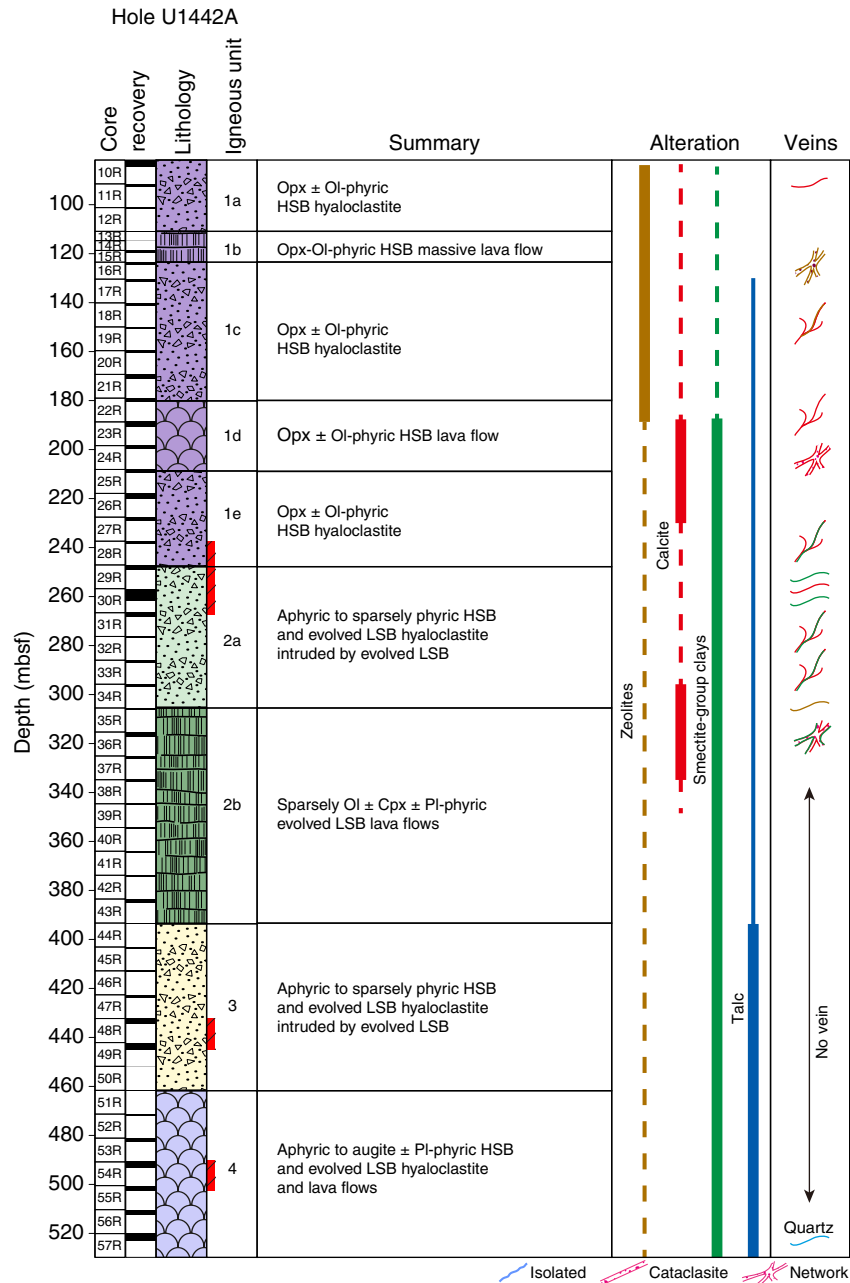 Hole U1442A
Core
recovery
Lithology
Igneous unit
Summary
Alteration
Veins
Depth (mbsf)
100
120
140
160
180
200
220
240
260
280
300
320
340
360
380
400
420
440
460
480
500
520
10R
11R
12R
13R
14R
15R
16R
17R
18R
19R
20R
21R
22R
23R
24R
25R
26R
27R
28R
29R
30R
31R
32R
33R
34R
35R
36R
37R
38R
39R
40R
41R
42R
43R
44R
45R
46R
47R
48R
49R
50R
51R
52R
53R
54R
55R
56R
57R
1a
Opx ± Ol-phyric
HSB hyaloclastite
1b
Opx-Ol-phyric HSB massive lava flow
1c
Opx ± Ol-phyric
HSB hyaloclastite
1d
Opx ± Ol-phyric HSB lava flow
1e
Opx ± Ol-phyric
HSB hyaloclastite
2a
Aphyric to sparsely phyric HSB
and evolved LSB hyaloclastite
intruded by evolved LSB
2b
Sparsely Ol ± Cpx ± Pl-phyric
evolved LSB lava flows
3
Aphyric to sparsely phyric HSB
and evolved LSB hyaloclastite
intruded by evolved LSB
4
Aphyric to augite ± Pl-phyric HSB
and evolved LSB hyaloclastite
and lava flows
Zeolites
Calcite
Smectite-group clays
Talc
No vein
Quartz
Isolated
Cataclasite
Network